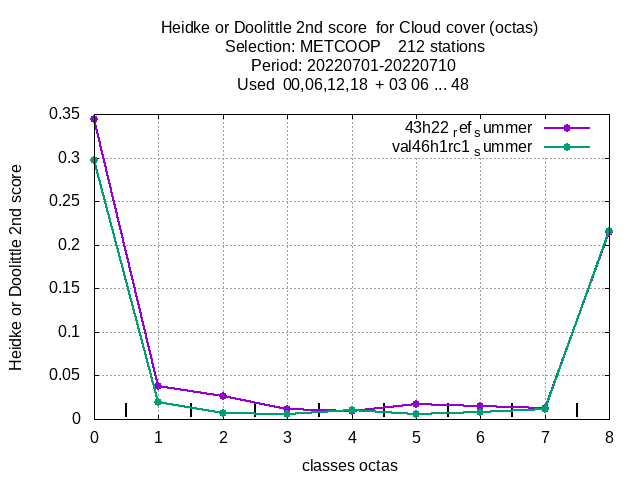 Heidke or Doolittle 2nd score  for Cloud cover (octas)
Selection: METCOOP    212 stations
Period: 20220701-20220710
Used  00,06,12,18  + 03 06 ... 48
43h22 ref summer
val46h1rc1 summer
Heidke or Doolittle 2nd score
0.35
0.3
0.25
0.2
0.15
0.1
0.05
0
0 1 2 3 4 5 6 7 8
classes octas